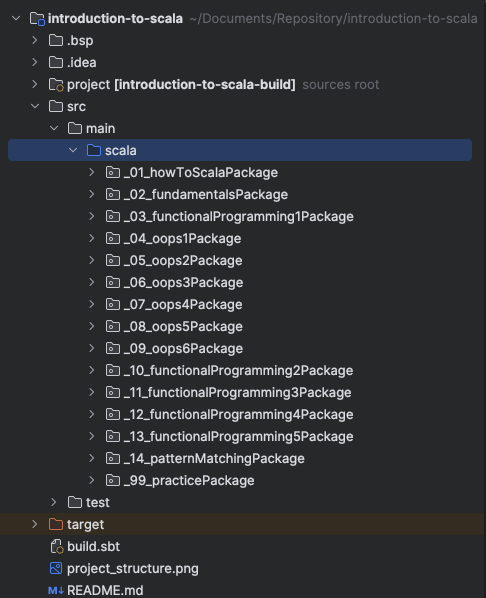 introduction-to-scala ~/Documents/Repository/introduction-to-scala
.bsp
.idea
project [introduction-to-scala-build] sources root
src
main
scala
_01_howToScalaPackage
_02_fundamentalsPackage
_03_functionalProgramming1Package
_04_oops1Package
_05_oops2Package
_06_oops3Package
_07_oops4Package
_08_oops5Package
_09_oops6Package
_10_functionalProgramming2Package
_11_functionalProgramming3Package
_12_functionalProgramming4Package
_13_functionalProgramming5Package
_14_patternMatchingPackage
_99_practicePackage
test
target
build.sbt
project_structure.png
M↓ README.md